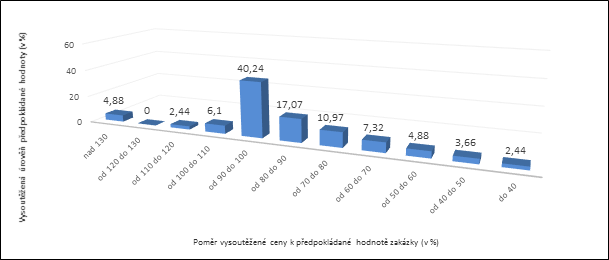 60
40
20
0
4,88
0
2,44
6,1
40,24
17,07
10,97
7,32
4,88
3,66
2,44
nad 130
od 120 do 130
od 110 do 120
od 100 do 110
od 90 do 100
od 80 do 90
od 70 do 80
od 60 do 70
od 50 do 60
od 40 do 50
do 40
Vysoutěžená úroveň předpokládané hodnoty (v %)
Poměr vysoutěžené ceny k předpokládané hodnotě zakázky (v %)